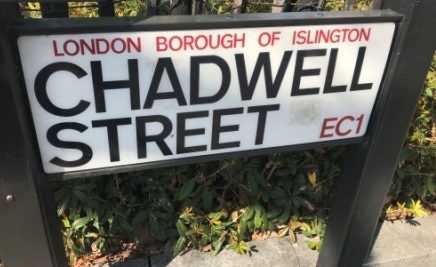 LONDON BOROUGH OF ISLINGTON
CHADWELL
STREET EC1